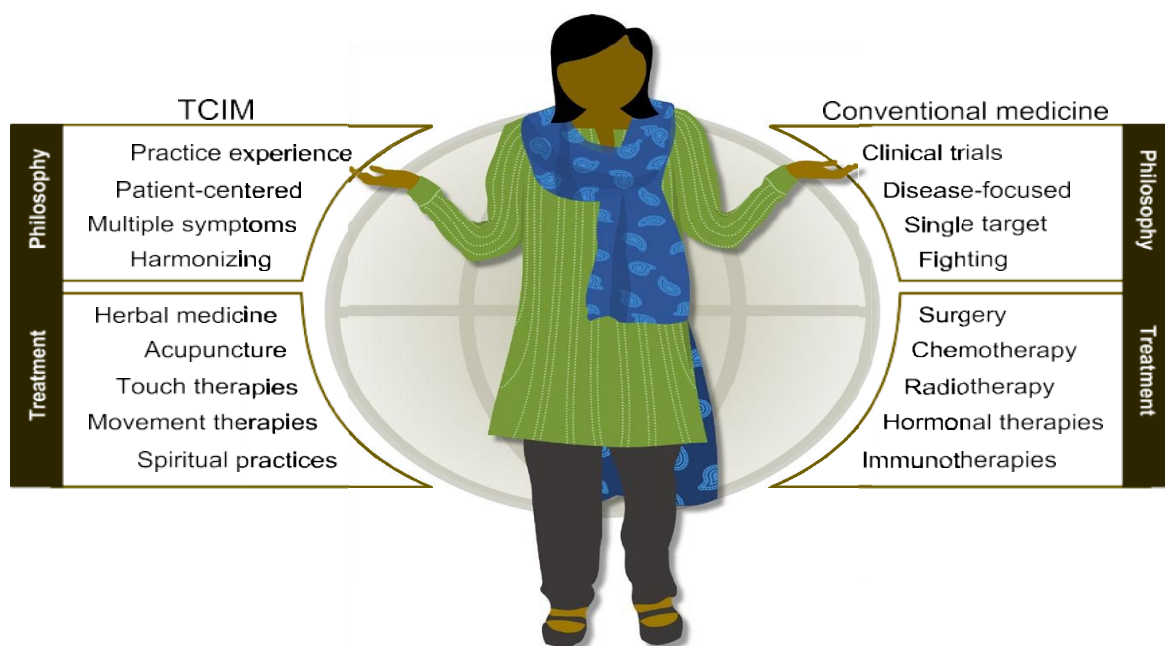 TCIM
Philosophy
Practice experience
Patient-centered
Multiple symptoms
Harmonizing
Treatment
Herbal medicine
Acupuncture
Touch therapies
Movement therapies
Spiritual practices
Conventional medicine
Philosophy
Clinical trials
Disease-focused
Single target
Fighting
Treatment
Surgery
Chemotherapy
Radiotherapy
Hormonal therapies
Immunotherapies